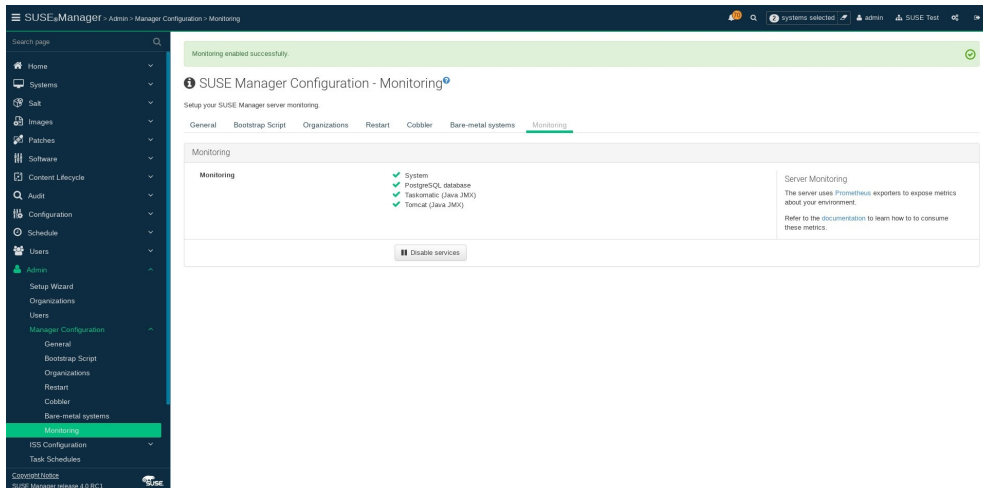 SUSE Manager > Admin > Manager Configuration > Monitoring
2 systems selected
admin
SUSE Test
Search page
Home
Systems
Salt
Images
Patches
Software
Content Lifecycle
Audit
Configuration
Schedule
Users
Admin
Setup Wizard
Organizations
Users
Manager Configuration
General
Bootstrap Script
Organizations
Restart
Cobbler
Bare-metal systems
Monitoring
ISS Configuration
Task Schedules
Copyright Notice
SUSE Manager release 4.0 RC1
SUSE
Monitoring enabled successfully.
SUSE Manager Configuration - Monitoring
Setup your SUSE Manager server monitoring.
General Bootstrap Script Organizations Restart Cobbler Bare-metal systems Monitoring
Monitoring
Monitoring
System
PostgreSQL database
Taskomatic (Java JMX)
Tomcat (Java JMX)
Disable services
Server Monitoring
The server uses Prometheus exporters to expose metrics
about your environment.
Refer to the documentation to learn how to to consume
these metrics.